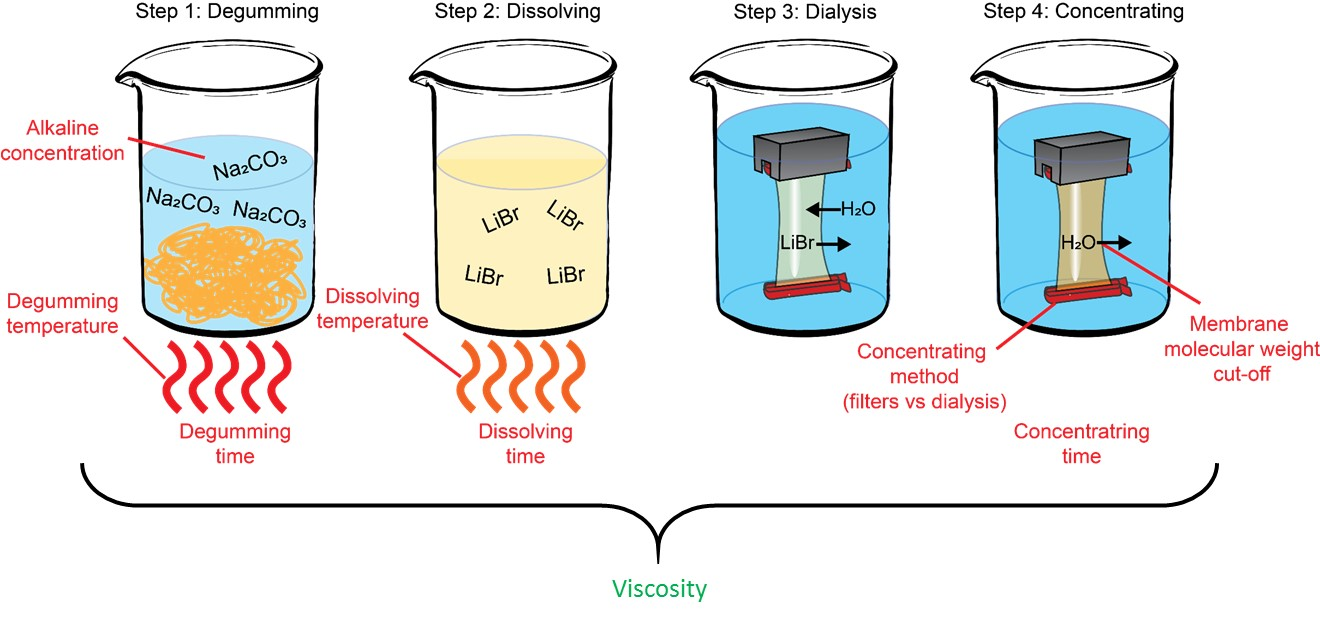 Step 1: Degumming
Step 2: Dissolving
Step 3: Dialysis
Step 4: Concentrating
Alkaline
concentration
Na₂CO₃
Na₂CO₃
Na₂CO₃
Degumming
temperature
Degumming
time
LiBr
LiBr
LiBr
LiBr
Dissolving
temperature
Dissolving
time
H₂O
LiBr
H₂O
Concentrating
method
(filters vs dialysis)
Membrane
molecular weight
cut-off
Concentratring
time
Viscosity